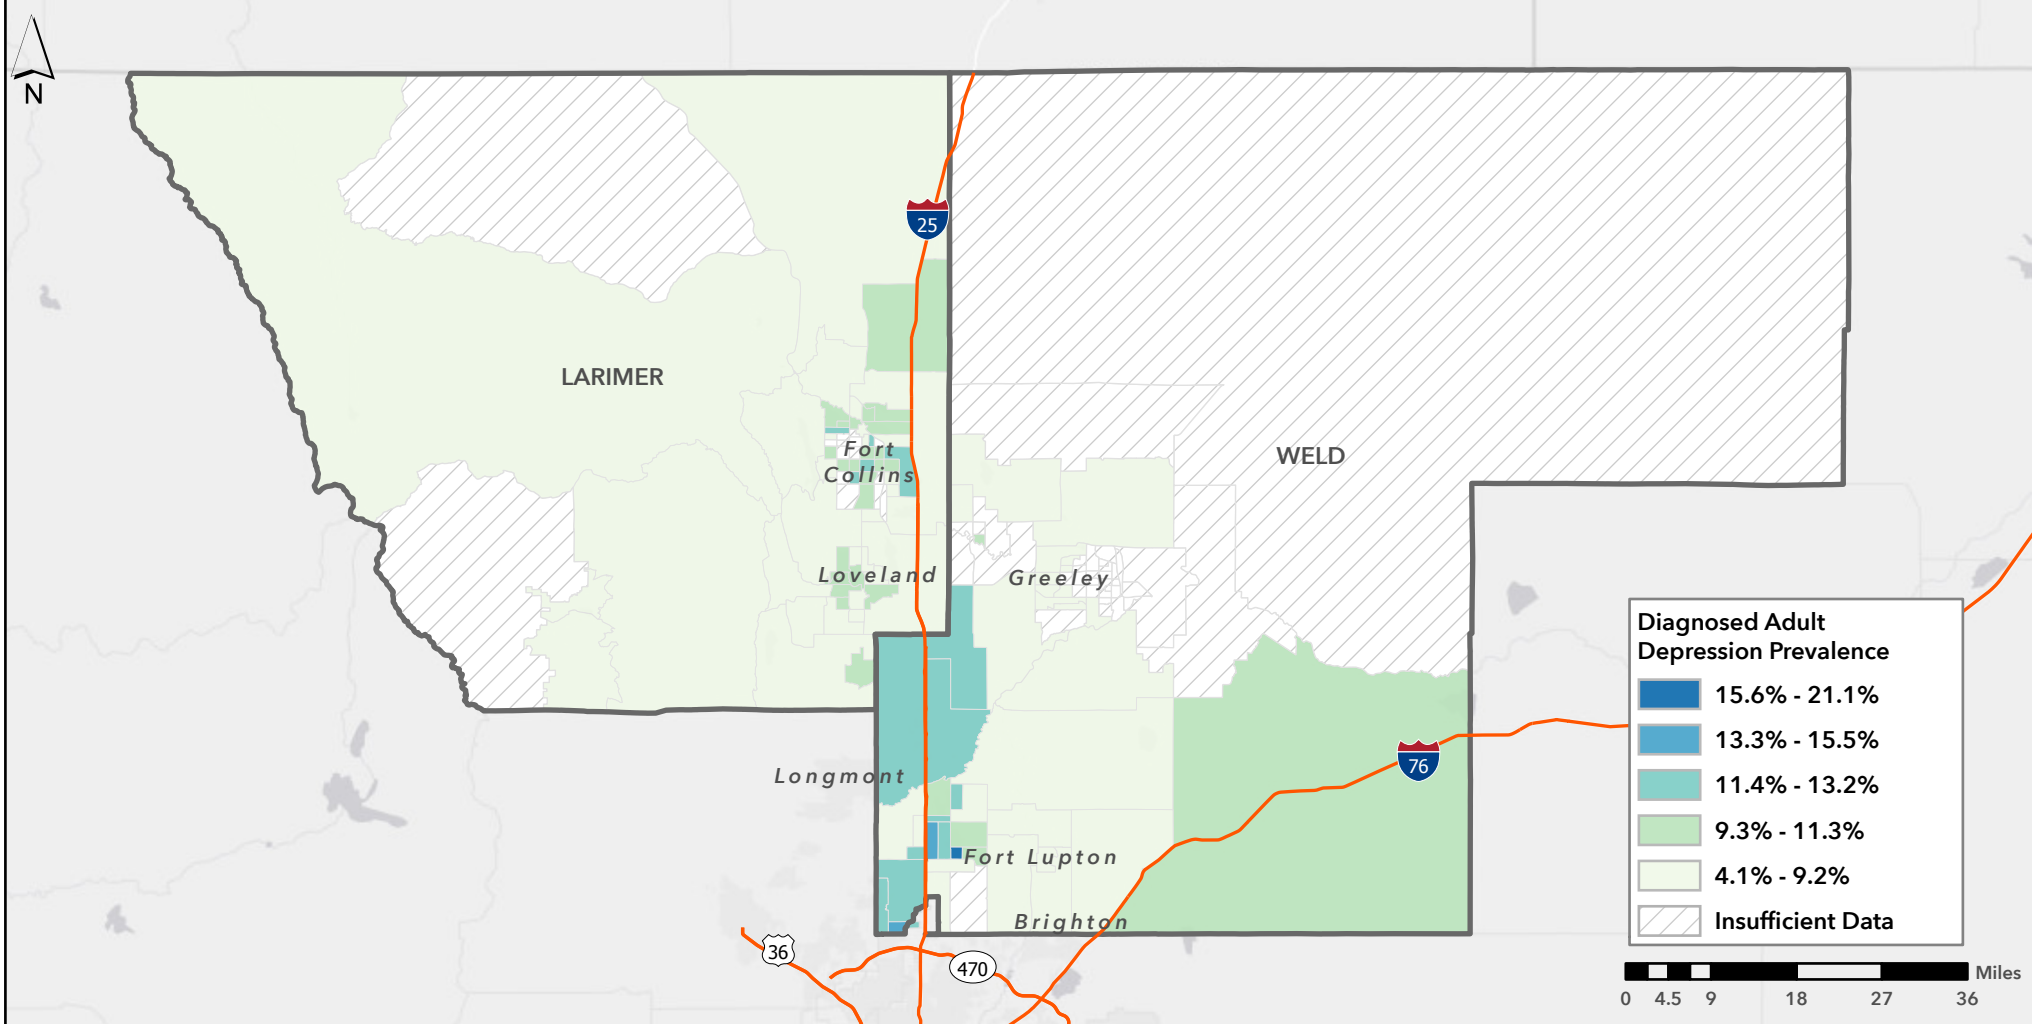 N
25
LARIMER
WELD
Fort
Collins
Loveland
Greeley
Longmont
Fort Lupton
Brighton
76
36
470
Diagnosed Adult
Depression Prevalence
15.6% - 21.1%
13.3% - 15.5%
11.4% - 13.2%
9.3% - 11.3%
4.1% - 9.2%
Insufficient Data
Miles
0 4.5 9 18 27 36